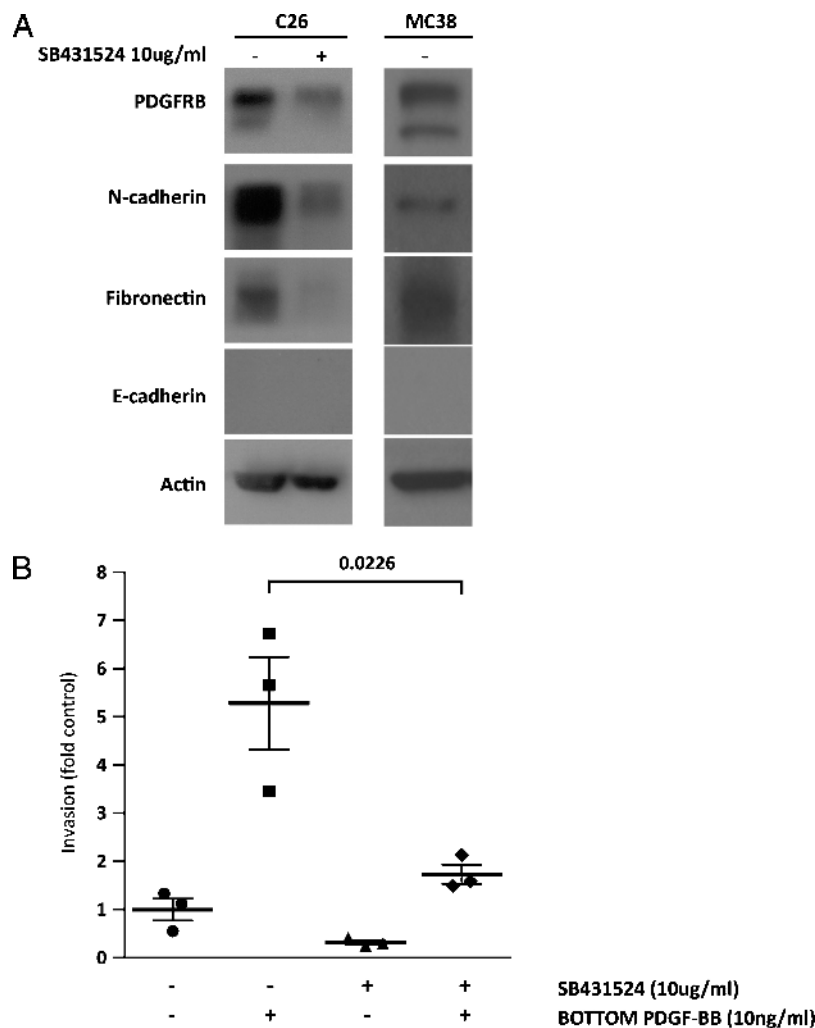 A
C26 MC38
SB431524 10ug/ml - + -
PDGFRB
N-cadherin
Fibronectin
E-cadherin
Actin
B
0.0226
8
7
6
5
4
3
2
1
0
Invasion (fold control)
- - + + SB431524 (10ug/ml)
- + - + BOTTOM PDGF-BB (10ng/ml)